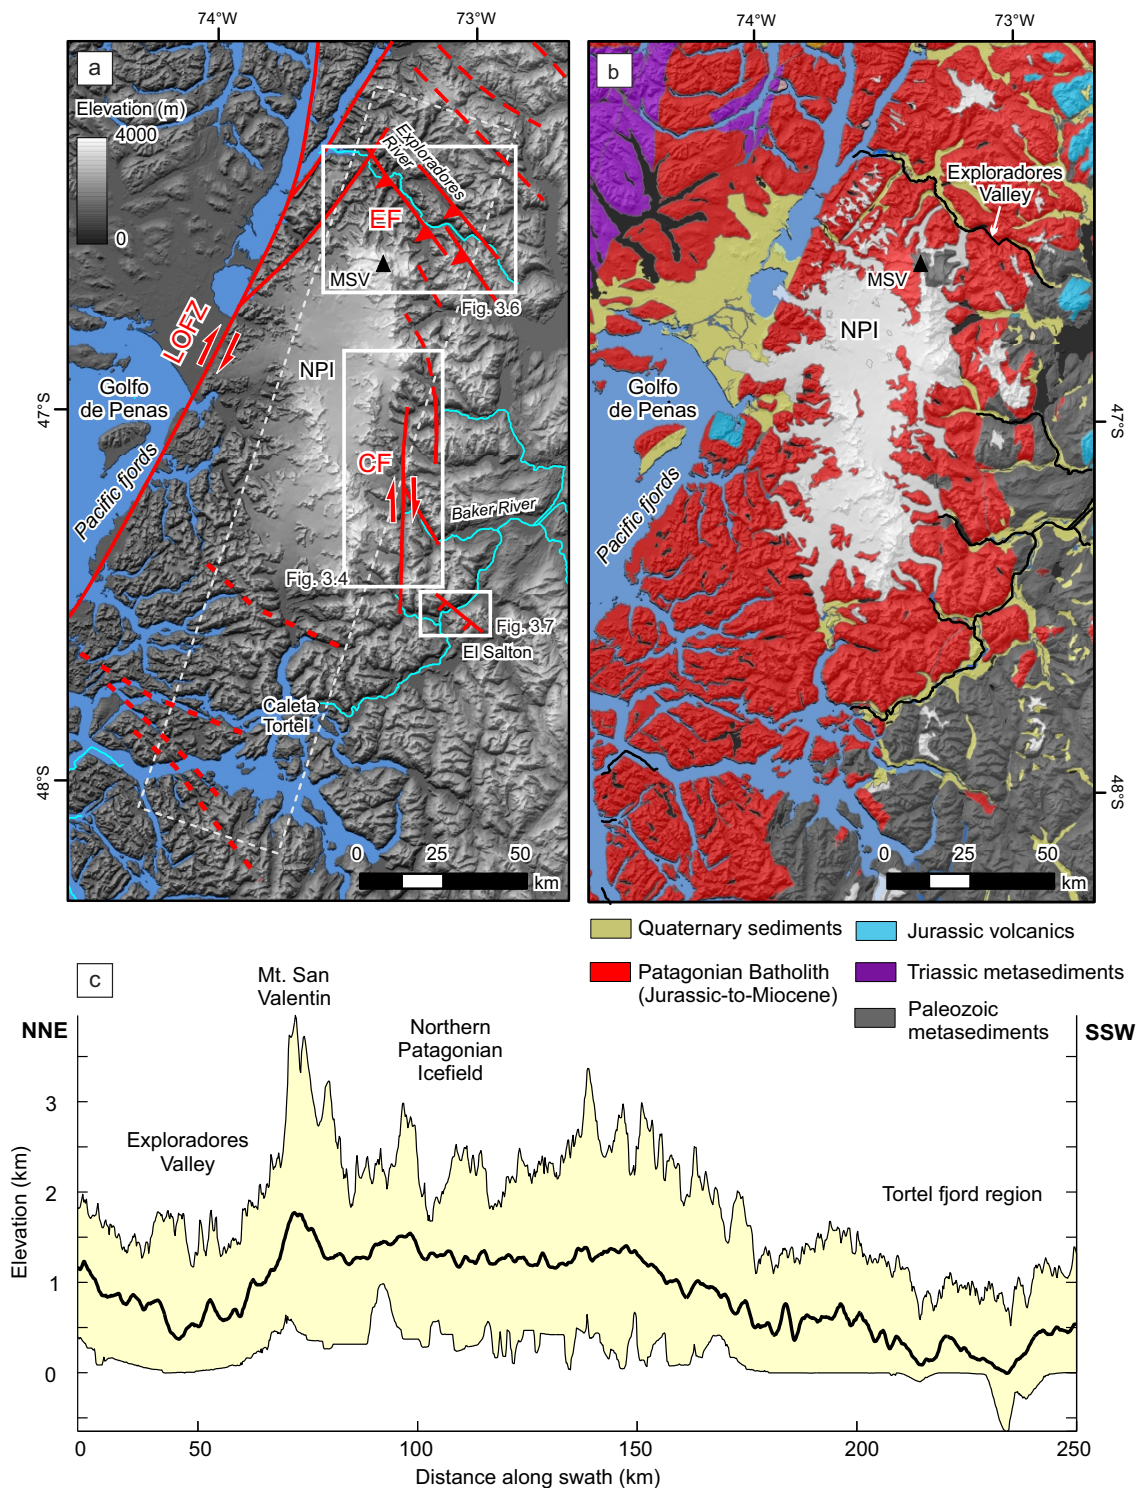 74°W
73°W
74°W
73°W
a
Elevation (m)
4000
0
Exploradores
River
EF
MSV
Fig. 3.6
LOFZ
NPI
Golfo
de Penas
47°S
Pacific fjords
CF
Baker River
Fig. 3.4
Fig. 3.7
El Salton
Caleta
Tortel
48°S
0
25
50
km
b
Exploradores
Valley
MSV
NPI
Golfo
de Penas
47°S
Pacific fjords
48°S
0
25
50
km
Quaternary sediments
Patagonian Batholith
(Jurassic-to-Miocene)
Jurassic volcanics
Triassic metasediments
Paleozoic
metasediments
c
NNE
SSW
Mt. San
Valentin
Northern
Patagonian
Icefield
Exploradores
Valley
Tortel fjord region
Elevation (km)
3
2
1
0
0
50
100
150
200
250
Distance along swath (km)